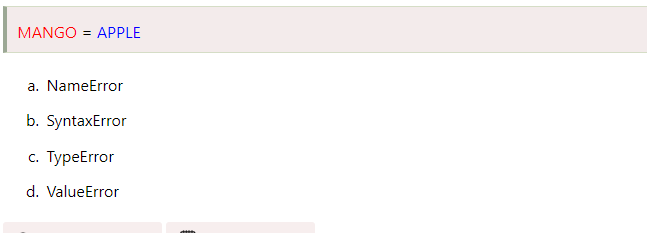 MANGO = APPLE
a. NameError
b. SyntaxError
c. TypeError
d. ValueError